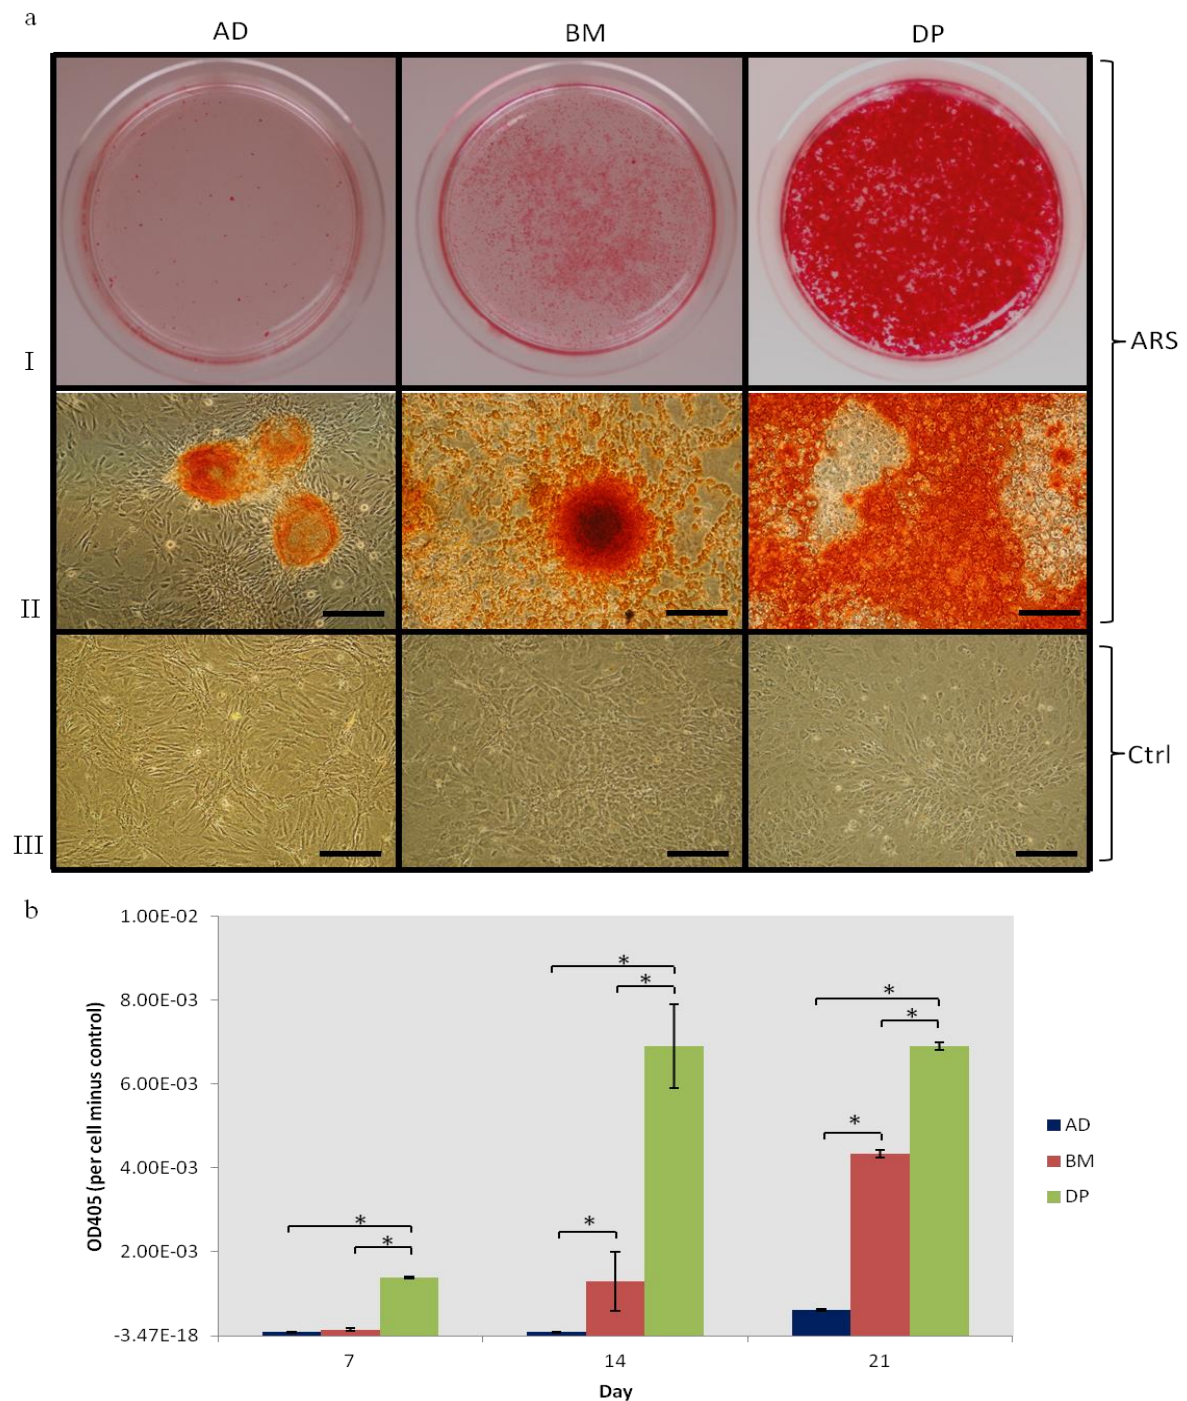 a
AD BM DP
I
ARS
II
III
Ctrl
b
1.00E-02
8.00E-03
6.00E-03
4.00E-03
2.00E-03
-3.47E-18
OD405 (per cell minus control)
* *
* *
* *
* *
*
7 14 21
Day
AD
BM
DP